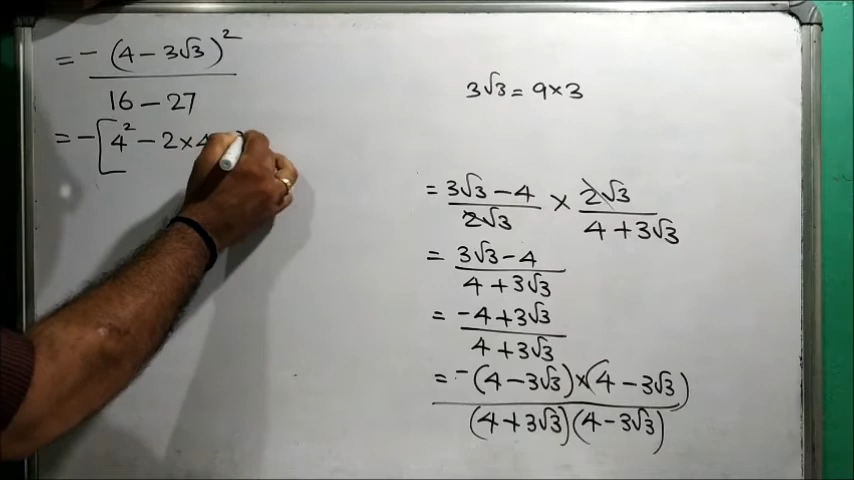 = -(4 - 3√3)²
16 - 27
= -[4² - 2×4
3√3 = 9×3
= 3√3 - 4 / 2√3 × 2√3 / 4 + 3√3
= 3√3 - 4 / 4 + 3√3
= -4 + 3√3 / 4 + 3√3
= -(4 - 3√3)×(4 - 3√3)
(4 + 3√3)(4 - 3√3)